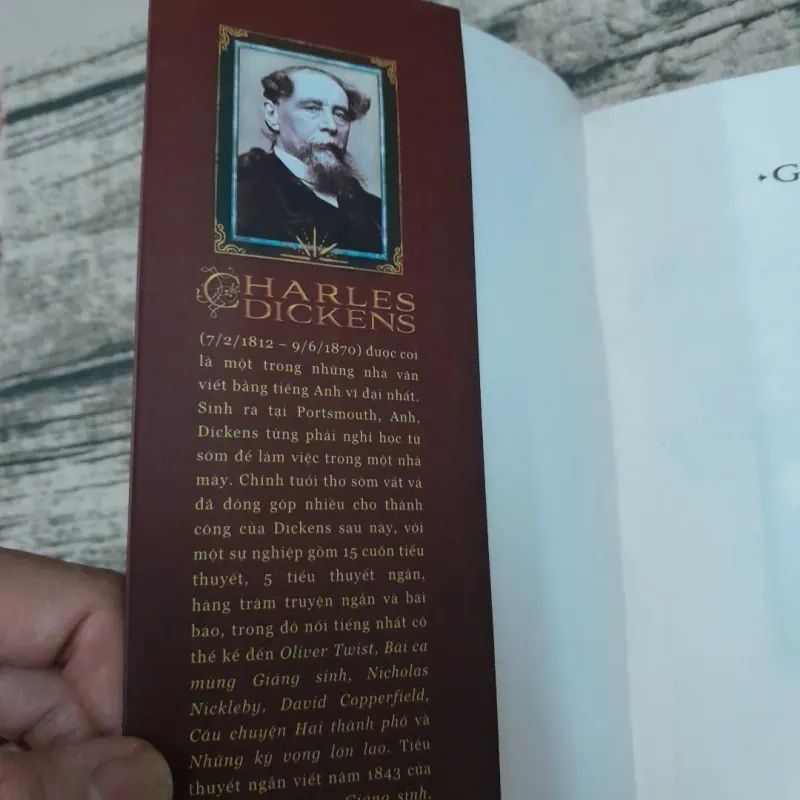 CHARLES
DICKENS
(7/2/1812 – 9/6/1870) được coi
là một trong những nhà văn
viết bằng tiếng Anh vĩ đại nhất.
Sinh ra tại Portsmouth, Anh,
Dickens từng phải nghỉ học từ
sớm để làm việc trong một nhà
máy. Chính tuổi thơ sớm vất vả
đã đóng góp nhiều cho thành
công của Dickens sau này, với
một sự nghiệp gồm 15 cuốn tiểu
thuyết, 5 tiểu thuyết ngắn,
hàng trăm truyện ngắn và bài
báo, trong đó nổi tiếng nhất có
thể kể đến Oliver Twist, Bài ca
mừng Giáng sinh, Nicholas
Nickleby, David Copperfield,
Câu chuyện Hai thành phố và
Những kỳ vọng lớn lao. Tiểu
thuyết ngắn viết năm 1843 của
Giáng sinh,
G